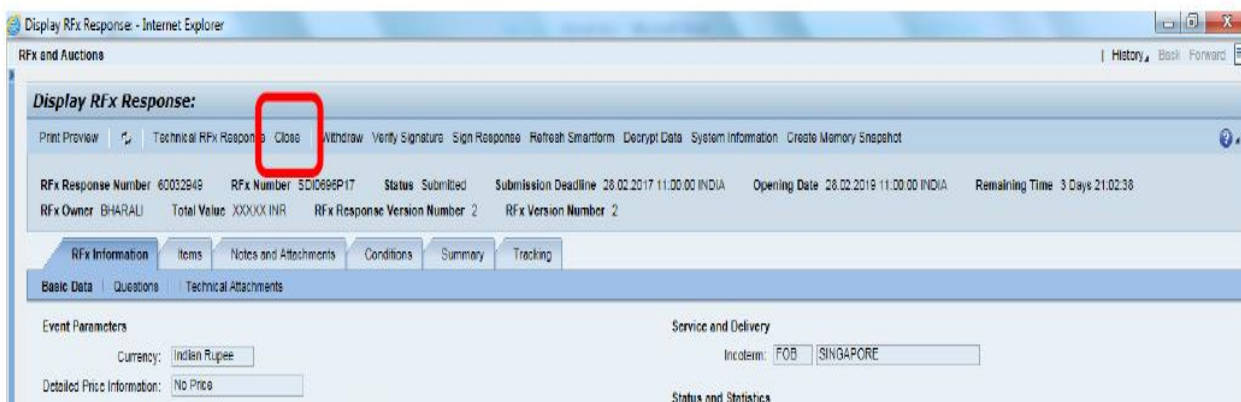 Display RFx Response: - Internet Explorer
RFx and Auctions
History Back Forward
Display RFx Response:
Print Preview Technical RFx Response Close Withdraw Verify Signature Sign Response Refresh Smartform Decrypt Data System Information Create Memory Snapshot
RFx Response Number 60032949 RFx Number SDI0696P17 Status Submitted Submission Deadline 28.02.2017 11:00:00 INDIA Opening Date 28.02.2019 11:00:00 INDIA Remaining Time 3 Days 21:02:38
RFx Owner BHARALI Total Value XXXXX INR RFx Response Version Number 2 RFx Version Number 2
RFx Information Items Notes and Attachments Conditions Summary Tracking
Basic Data Questions Technical Attachments
Event Parameters Service and Delivery
Currency: Indian Rupee Incoterm: FOB SINGAPORE
Detailed Price Information: No Price
Status and Statistics